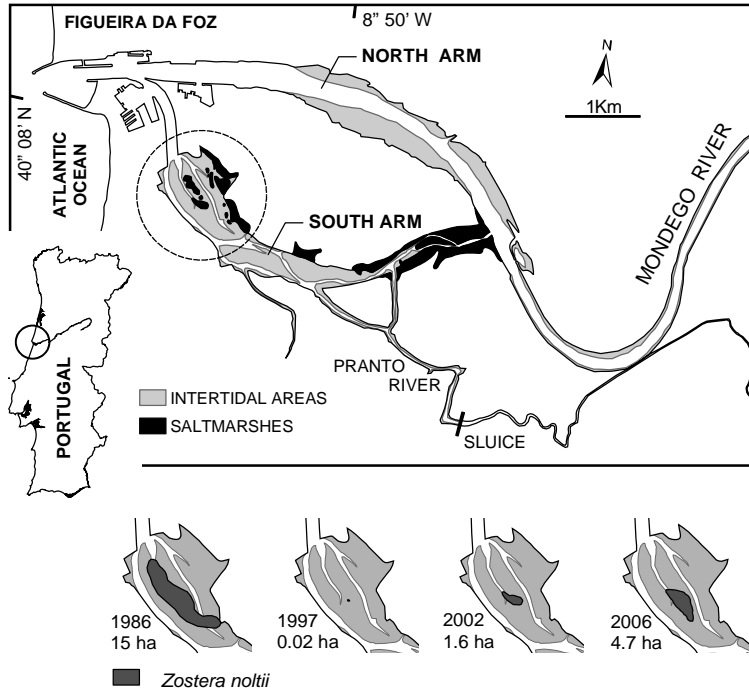 FIGUEIRA DA FOZ
8" 50' W
NORTH ARM
N
1Km
40" 08' N
ATLANTIC
OCEAN
SOUTH ARM
MONDEGO RIVER
PRANTO
RIVER
INTERTIDAL AREAS
SALTMARSHES
SLUICE
PORTUGAL
1986
15 ha
1997
0.02 ha
2002
1.6 ha
2006
4.7 ha
Zostera noltii